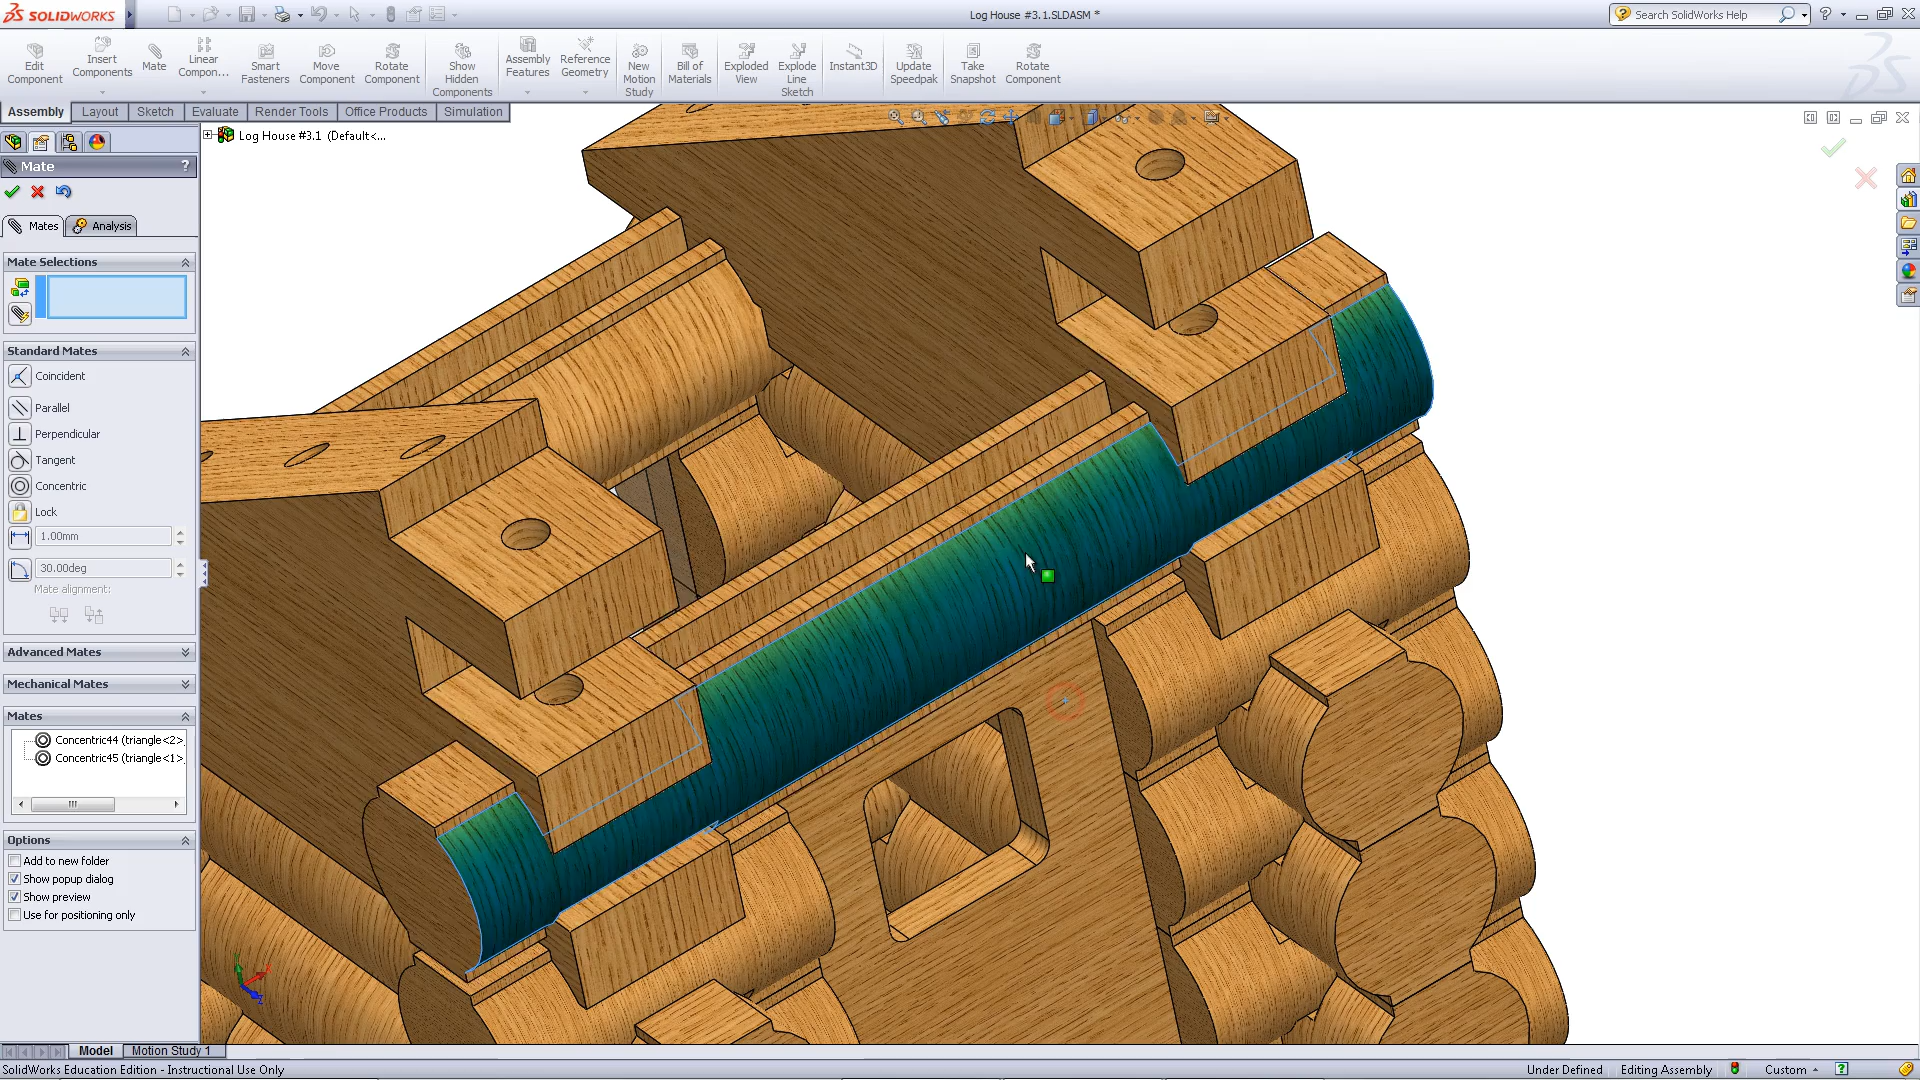 SOLIDWORKS
Log House #3.1.SLDASM *
Search SolidWorks Help
Edit Component
Insert Components
Mate
Linear Compon...
Smart Fasteners
Move Component
Rotate Component
Show Hidden Components
Assembly Features
Reference Geometry
New Motion Study
Bill of Materials
Exploded View
Explode Line Sketch
Instant3D
Update Speedpak
Take Snapshot
Rotate Component
Assembly
Layout
Sketch
Evaluate
Render Tools
Office Products
Simulation
Log House #3.1 (Default<...
Mate
?
Mates
Analysis
Mate Selections
Standard Mates
Coincident
Parallel
Perpendicular
Tangent
Concentric
Lock
1.00mm
30.00deg
Mate alignment:
Advanced Mates
Mechanical Mates
Mates
Concentric44 (triangle<2>,
Concentric45 (triangle<1>,
Options
Add to new folder
Show popup dialog
Show preview
Use for positioning only
Model
Motion Study 1
SolidWorks Education Edition - Instructional Use Only
Under Defined
Editing Assembly
Custom